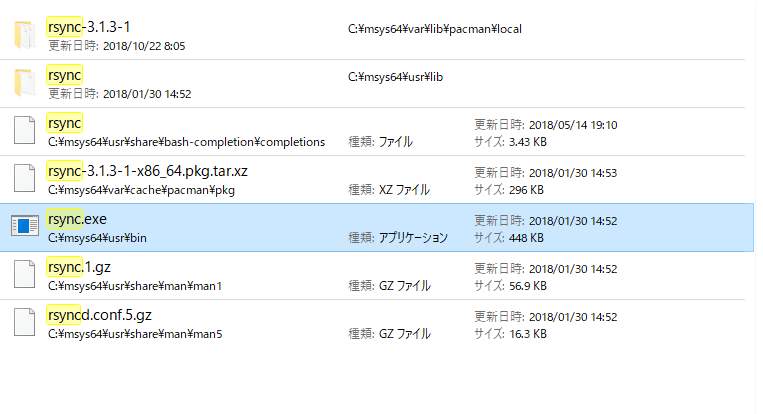 rsync-3.1.3-1 C:¥msys64¥var¥lib¥pacman¥local
更新日時: 2018/10/22 8:05
rsync C:¥msys64¥usr¥lib
更新日時: 2018/01/30 14:52
rsync 更新日時: 2018/05/14 19:10
C:¥msys64¥usr¥share¥bash-completion¥completions 種類: ファイル サイズ: 3.43 KB
rsync-3.1.3-1-x86_64.pkg.tar.xz 更新日時: 2018/01/30 14:53
C:¥msys64¥var¥cache¥pacman¥pkg 種類: XZ ファイル サイズ: 296 KB
rsync.exe 更新日時: 2018/01/30 14:52
C:¥msys64¥usr¥bin 種類: アプリケーション サイズ: 448 KB
rsync.1.gz 更新日時: 2018/01/30 14:52
C:¥msys64¥usr¥share¥man¥man1 種類: GZ ファイル サイズ: 56.9 KB
rsyncd.conf.5.gz 更新日時: 2018/01/30 14:52
C:¥msys64¥usr¥share¥man¥man5 種類: GZ ファイル サイズ: 16.3 KB